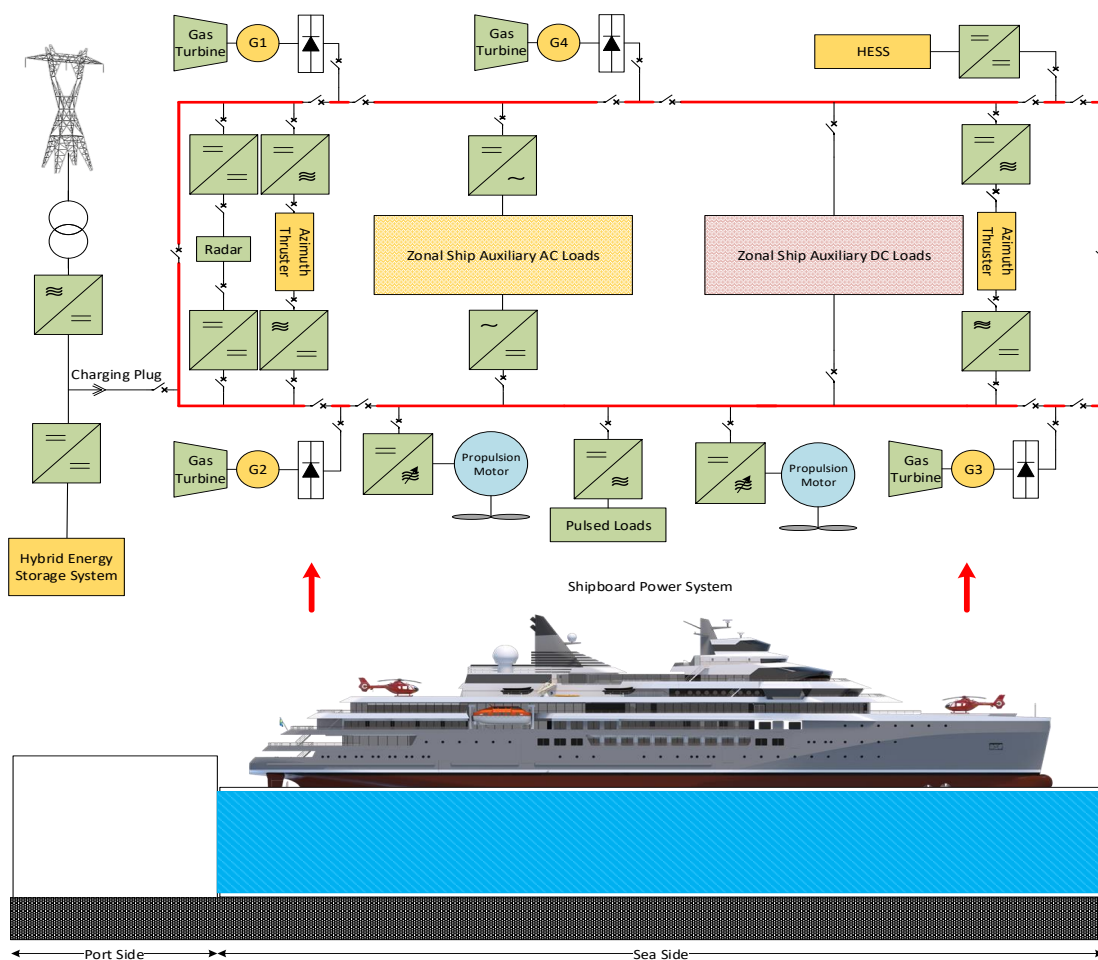 Gas
Turbine
G1
Gas
Turbine
G4
HESS
Radar
Azimuth
Thruster
Zonal Ship Auxiliary AC Loads
Zonal Ship Auxiliary DC Loads
Azimuth
Thruster
Charging Plug
Gas
Turbine
G2
Propulsion
Motor
Pulsed Loads
Propulsion
Motor
Gas
Turbine
G3
Hybrid Energy
Storage System
Shipboard Power System
Port Side
Sea Side